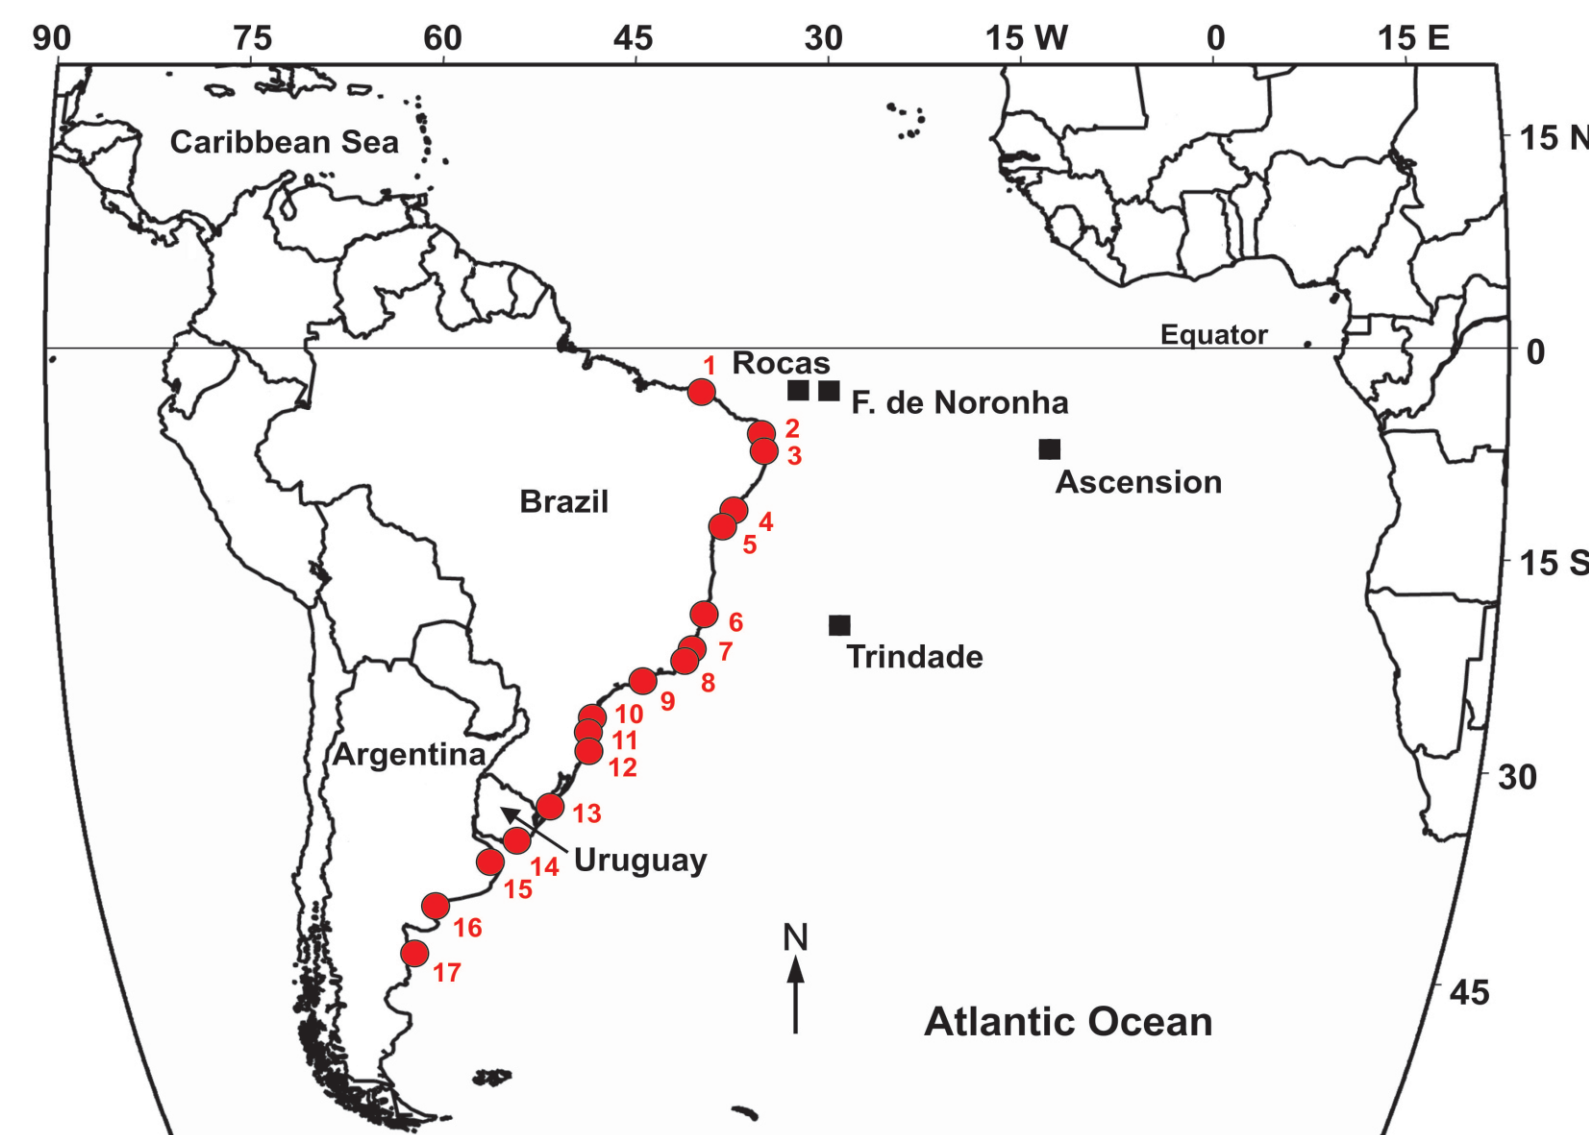 90 75 60 45 30 15 W 0 15 E
15 N
Caribbean Sea
Equator
0
1
Rocas
F. de Noronha
2
3
Ascension
Brazil
4
5
15 S
6
7
Trindade
8
9
10
11
Argentina
12
30
13
Uruguay
14
15
16
N
17
45
Atlantic Ocean